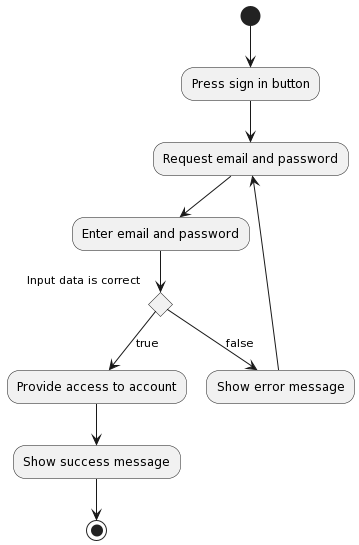 Press sign in button
Request email and password
Enter email and password
Input data is correct
true
false
Provide access to account
Show error message
Show success message